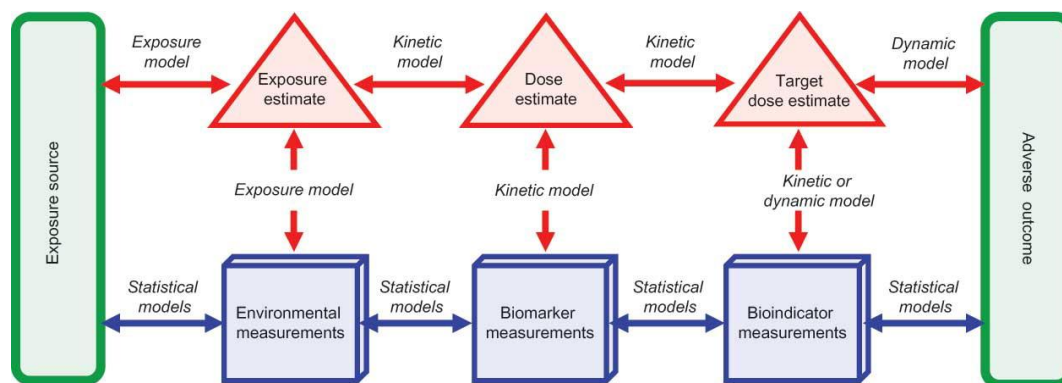 Exposure source
Exposure
model
Exposure
estimate
Kinetic
model
Dose
estimate
Kinetic
model
Target
dose estimate
Dynamic
model
Adverse outcome
Exposure model
Kinetic model
Kinetic or
dynamic model
Statistical
models
Environmental
measurements
Statistical
models
Biomarker
measurements
Statistical
models
Bioindicator
measurements
Statistical
models